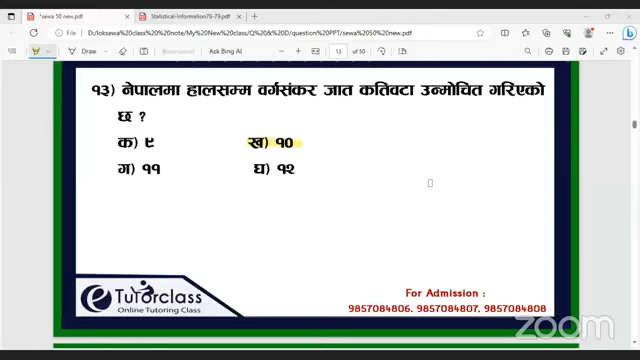 *sewa 50 new.pdf
Statistical-Information78-79.pdf
File
D:/loksewa%20class%20%20note/My%20New%20class/Q%20&%20D/question%20PPT/sewa%2050%20new.pdf
Draw
Ask Bing AI
13 of 50
१३) नेपालमा हालसम्म वर्गसंकर जात कतिवटा उन्मोचित गरिएको
छ ?
क) ९
ख) १०
ग) ११
घ) १२
e Tutorclass
Online Tutoring Class
For Admission :
9857084806, 9857084807, 9857084808
zoom